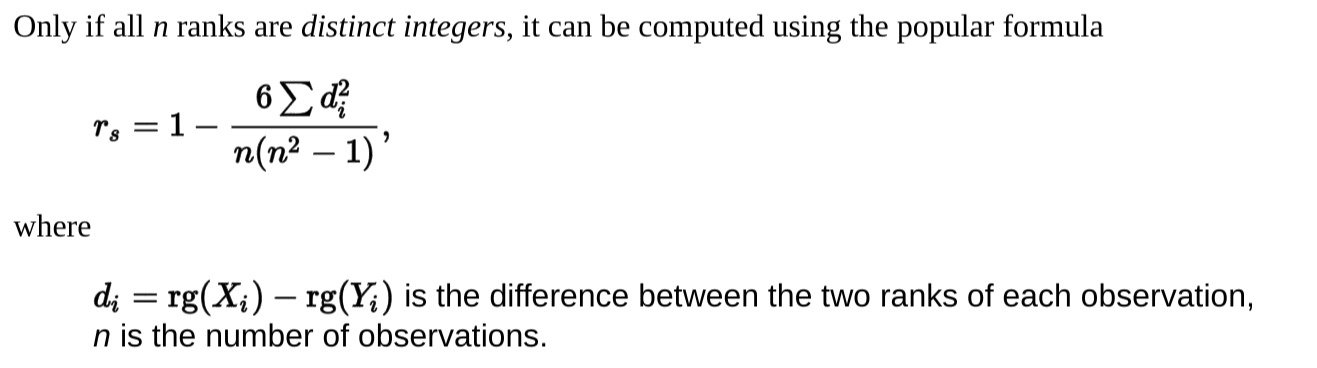 Only if all n ranks are distinct integers, it can be computed using the popular formula
r_s = 1 − \frac{6 \sum d_i^2}{n(n^2 − 1)},
where
d_i = rg(X_i) − rg(Y_i) is the difference between the two ranks of each observation,
n is the number of observations.